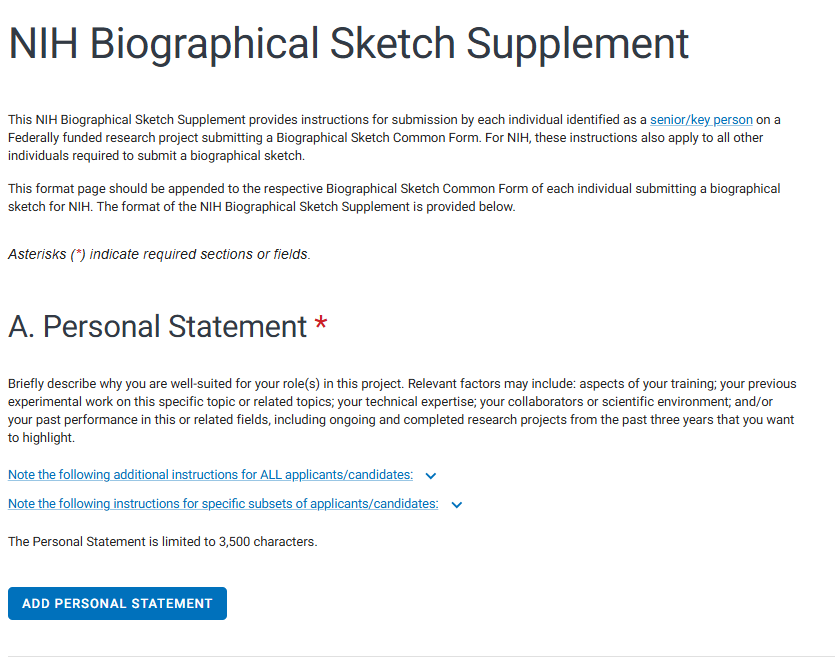 NIH Biographical Sketch Supplement
This NIH Biographical Sketch Supplement provides instructions for submission by each individual identified as a senior/key person on a
Federally funded research project submitting a Biographical Sketch Common Form. For NIH, these instructions also apply to all other
individuals required to submit a biographical sketch.
This format page should be appended to the respective Biographical Sketch Common Form of each individual submitting a biographical
sketch for NIH. The format of the NIH Biographical Sketch Supplement is provided below.
Asterisks (*) indicate required sections or fields.
A. Personal Statement *
Briefly describe why you are well-suited for your role(s) in this project. Relevant factors may include: aspects of your training; your previous
experimental work on this specific topic or related topics; your technical expertise; your collaborators or scientific environment; and/or
your past performance in this or related fields, including ongoing and completed research projects from the past three years that you want
to highlight.
Note the following additional instructions for ALL applicants/candidates:
Note the following instructions for specific subsets of applicants/candidates:
The Personal Statement is limited to 3,500 characters.
ADD PERSONAL STATEMENT